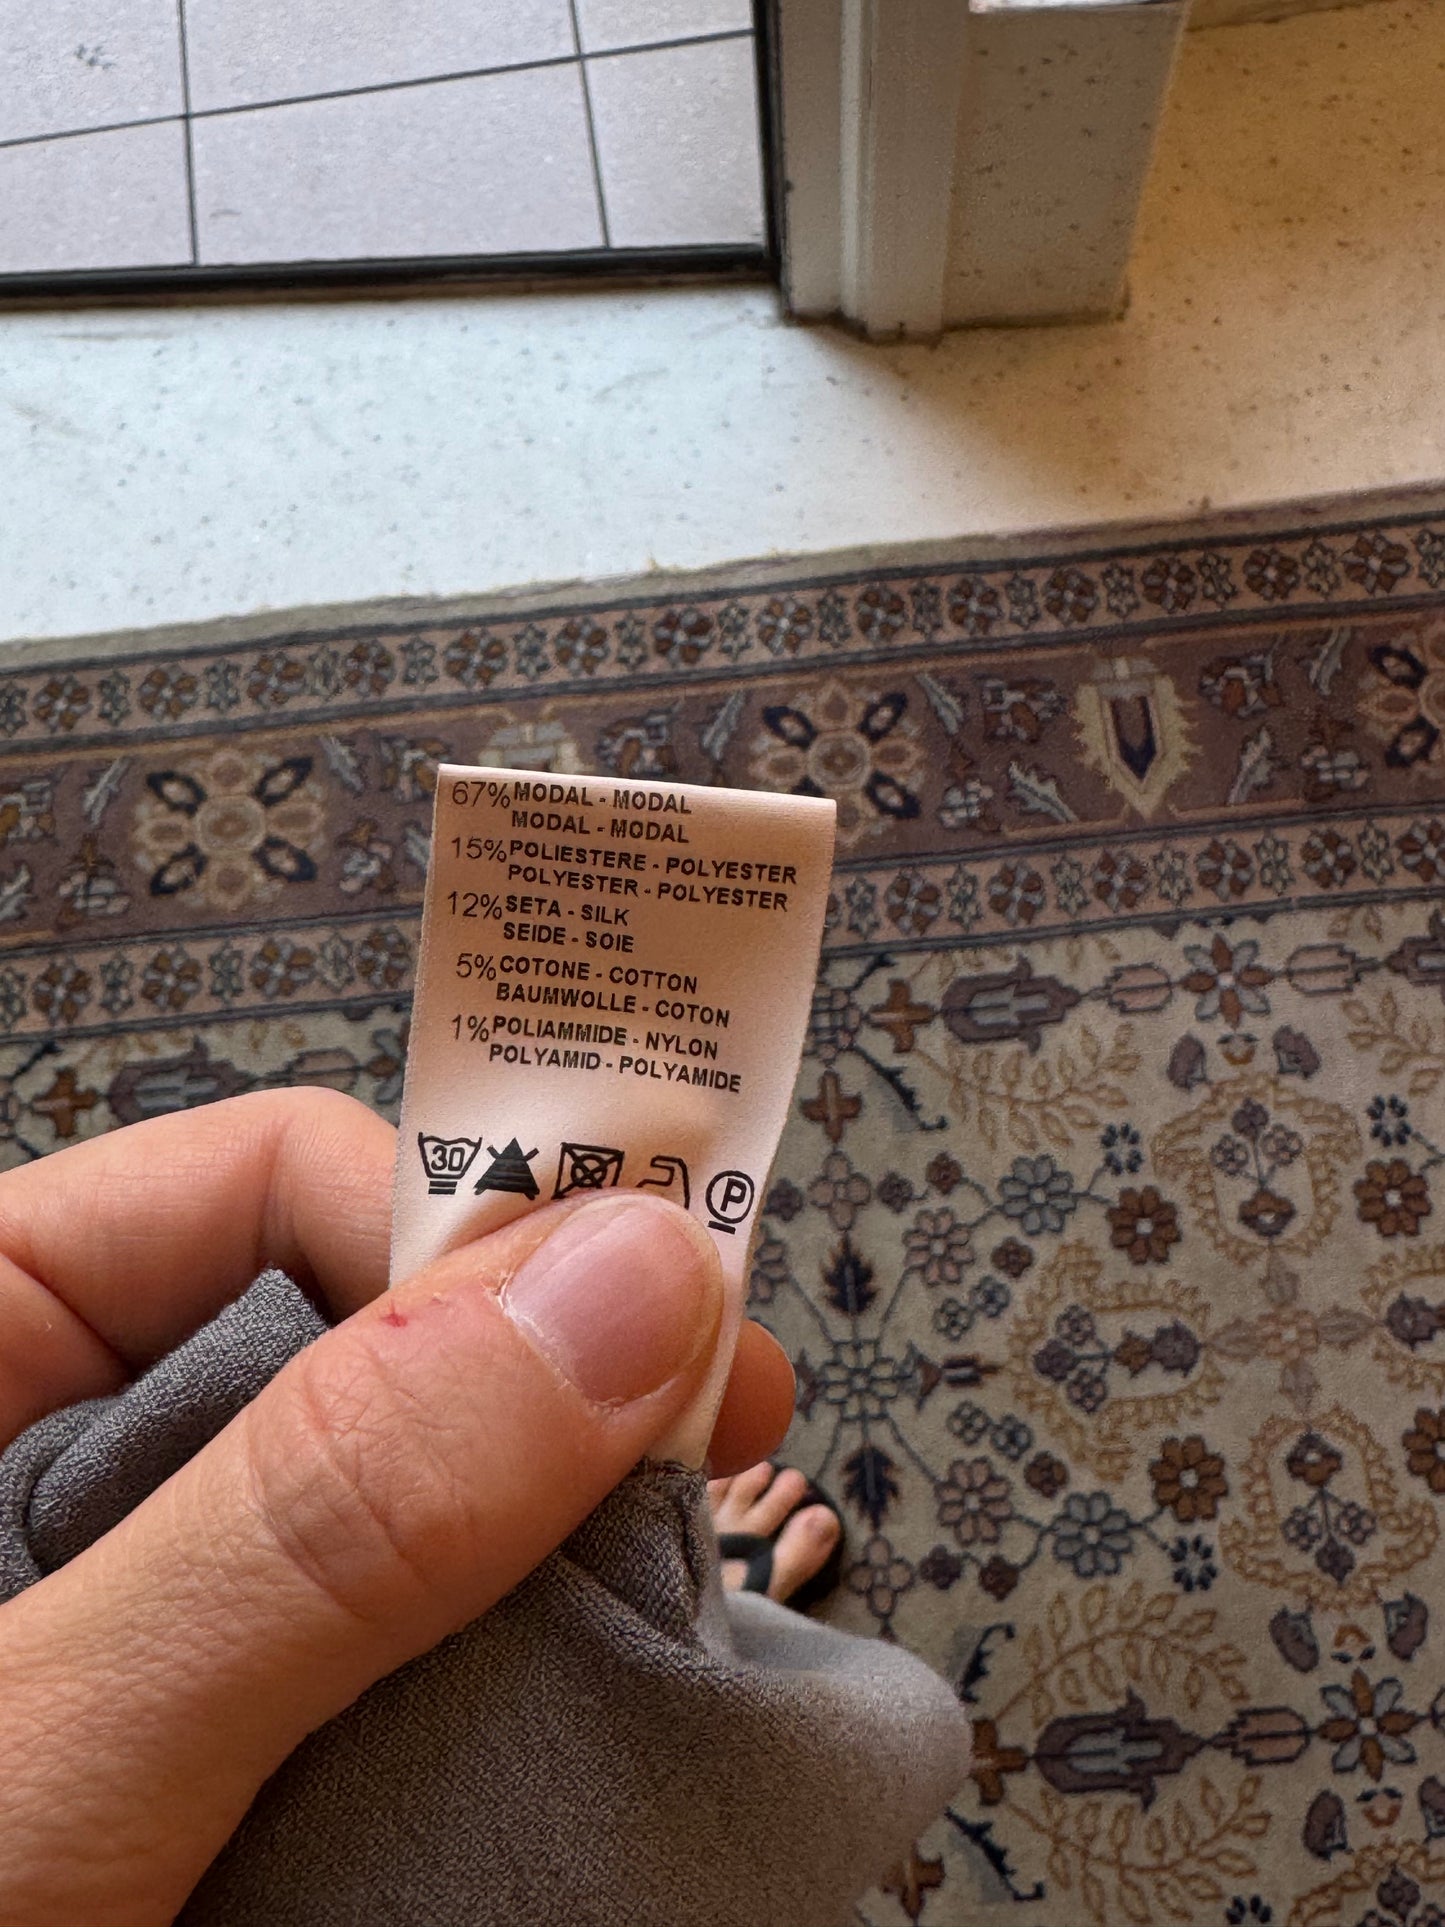 67% MODAL - MODAL
MODAL - MODAL
15% POLIESTERE - POLYESTER
POLYESTER - POLYESTER
12% SETA - SILK
SEIDE - SOIE
5% COTONE - COTTON
BAUMWOLLE - COTON
1% POLIAMMIDE - NYLON
POLYAMID - POLYAMIDE
30 P